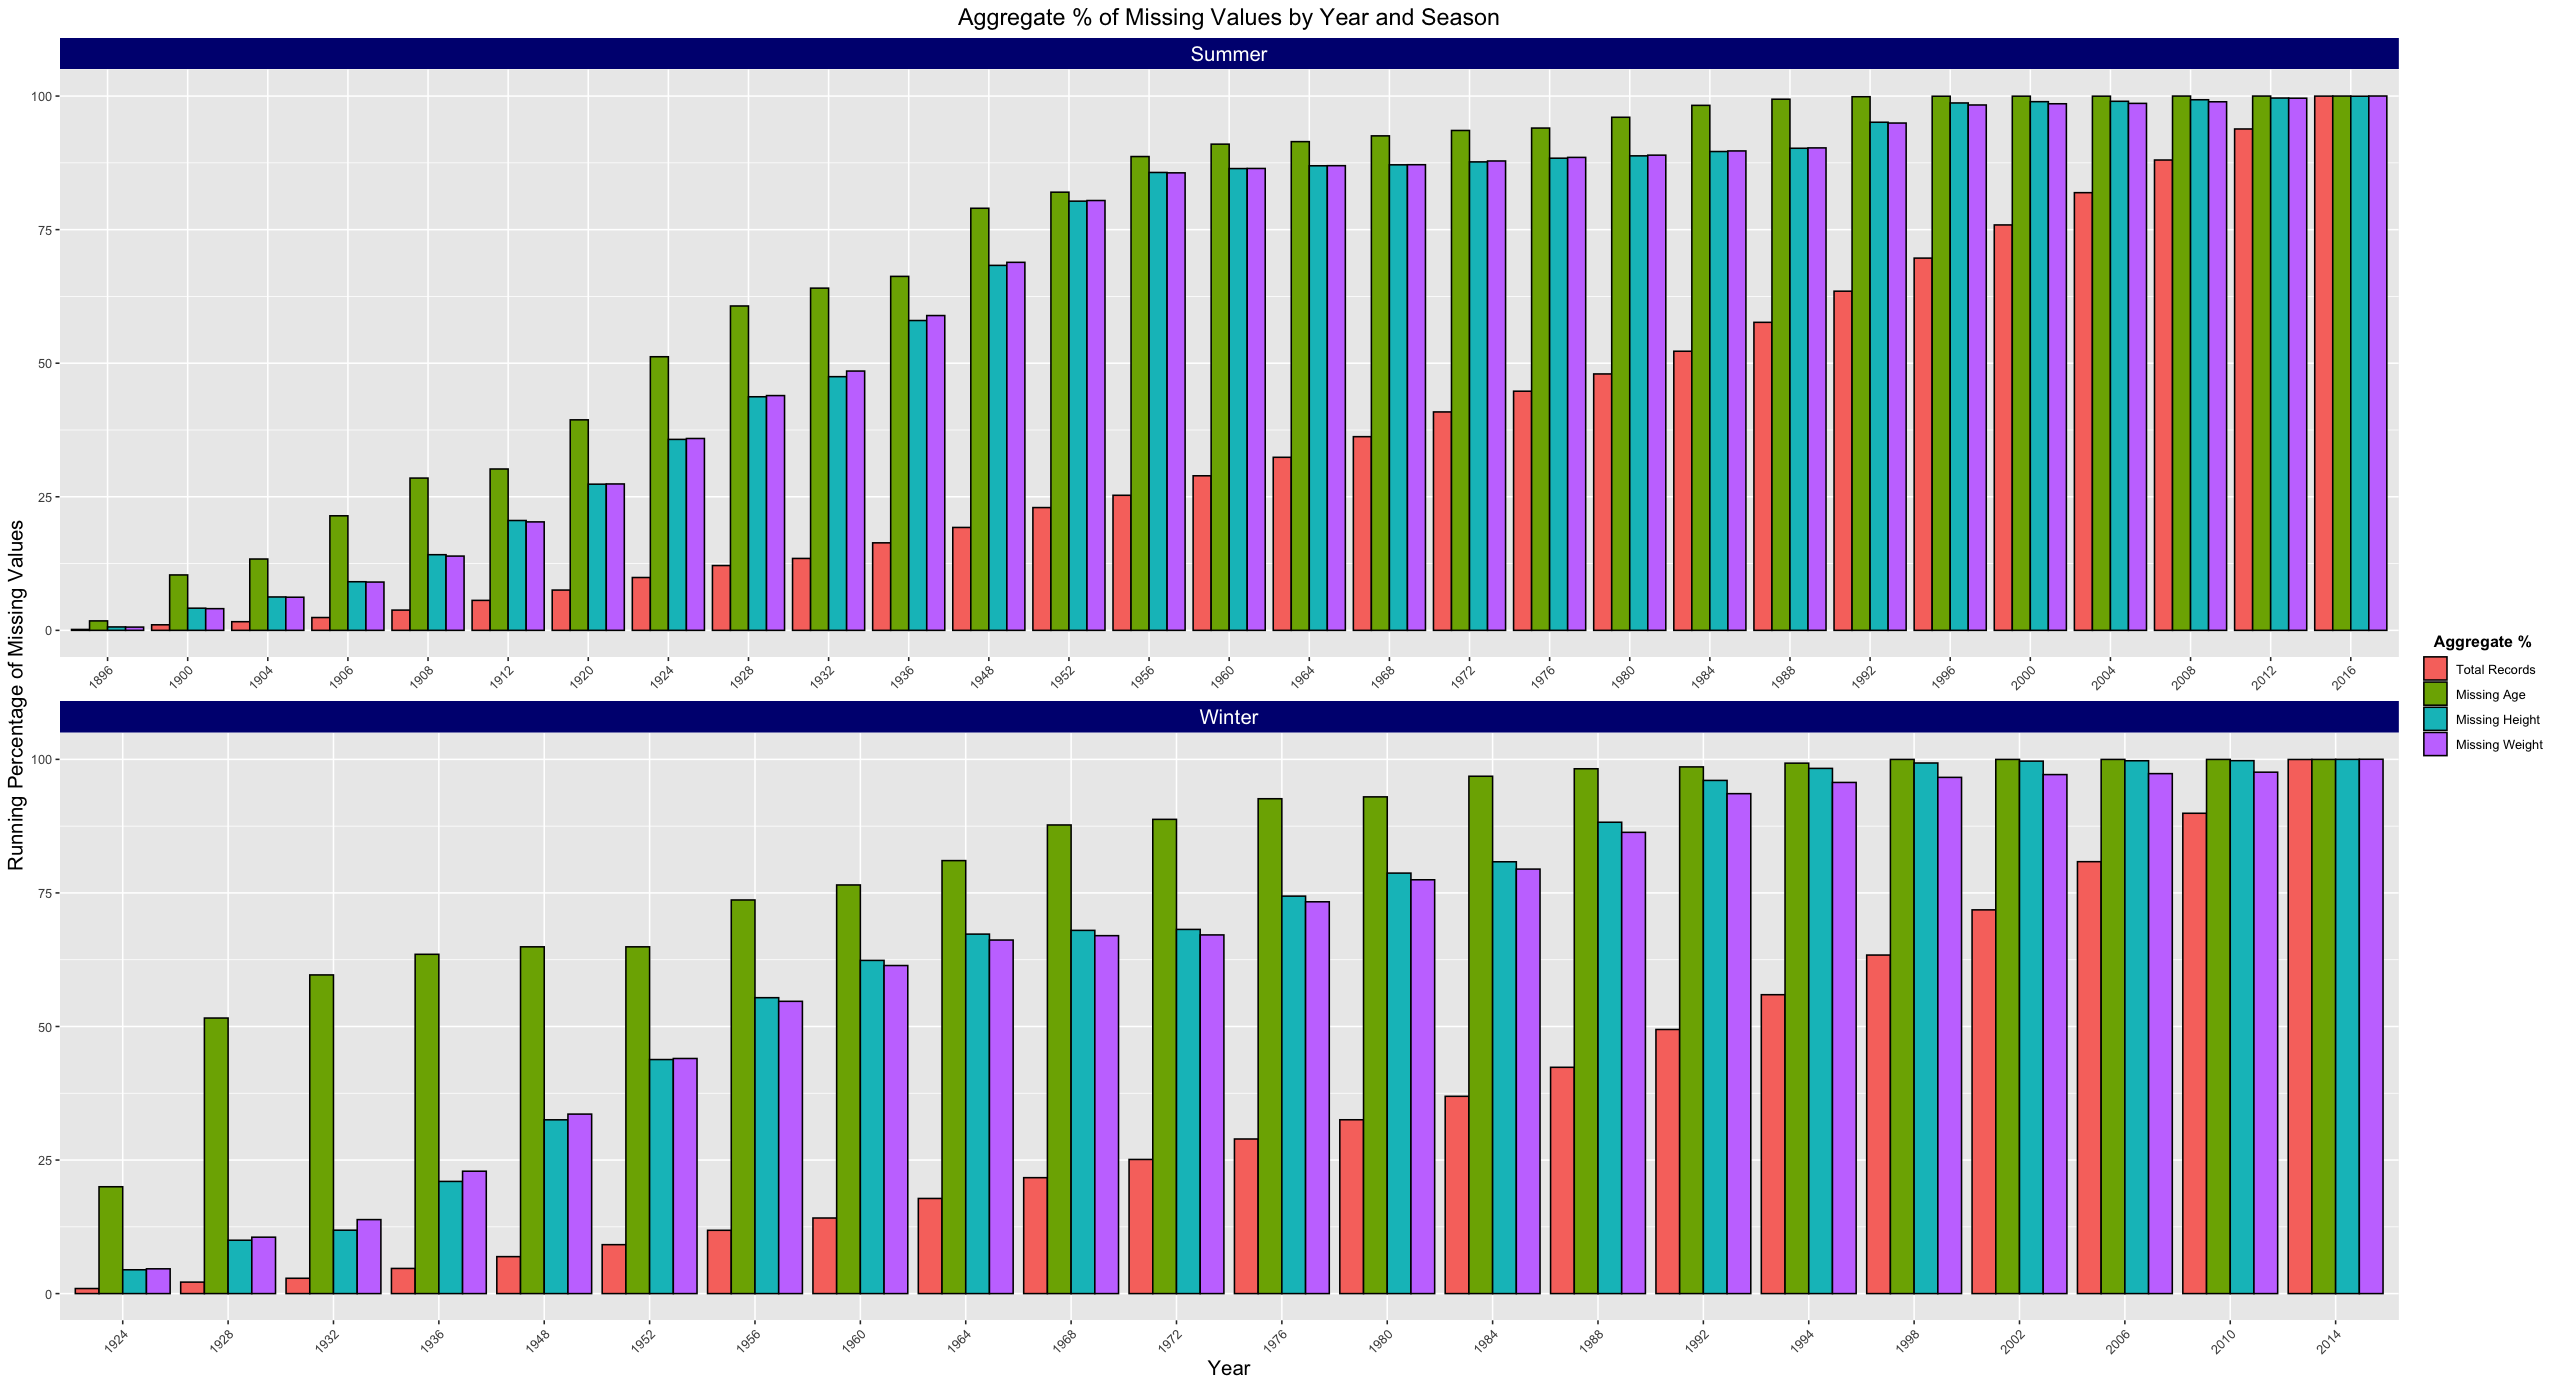 Aggregate % of Missing Values by Year and Season
Summer
100
75
50
25
0
1896 1900 1904 1906 1908 1912 1920 1924 1928 1932 1936 1948 1952 1956 1960 1964 1968 1972 1976 1980 1984 1988 1992 1996 2000 2004 2008 2012 2016
Running Percentage of Missing Values
Winter
100
75
50
25
0
1924 1928 1932 1936 1948 1952 1956 1960 1964 1968 1972 1976 1980 1984 1988 1992 1994 1998 2002 2006 2010 2014
Year
Aggregate %
Total Records
Missing Age
Missing Height
Missing Weight